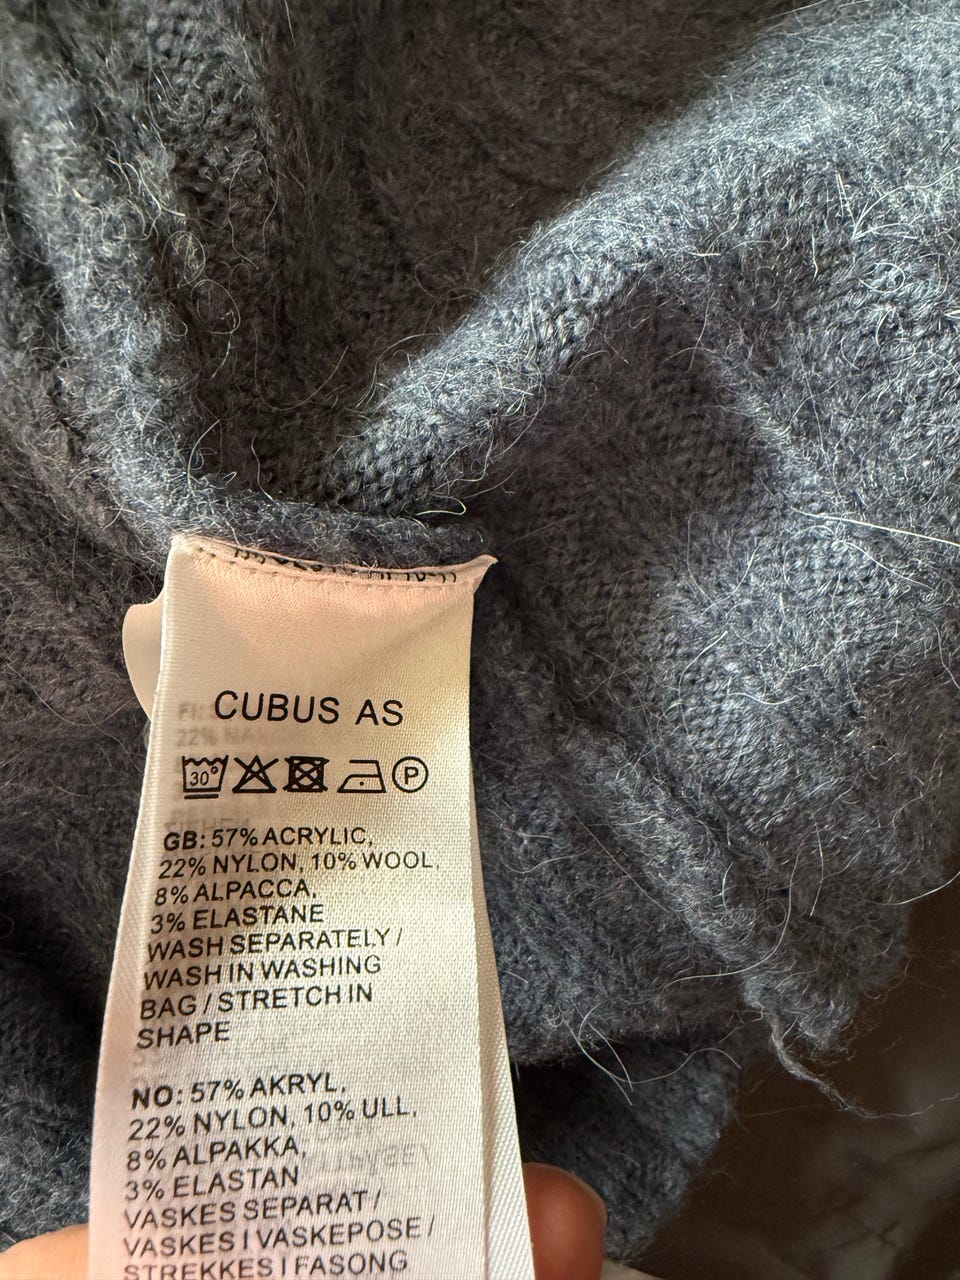 CUBUS AS
30°
P
GB: 57% ACRYLIC,
22% NYLON, 10% WOOL,
8% ALPACCA,
3% ELASTANE
WASH SEPARATELY /
WASH IN WASHING
BAG / STRETCH IN
SHAPE
NO: 57% AKRYL,
22% NYLON, 10% ULL,
8% ALPAKKA,
3% ELASTAN
VASKES SEPARAT /
VASKES I VASKEPOSE /
STREKKES I FASONG